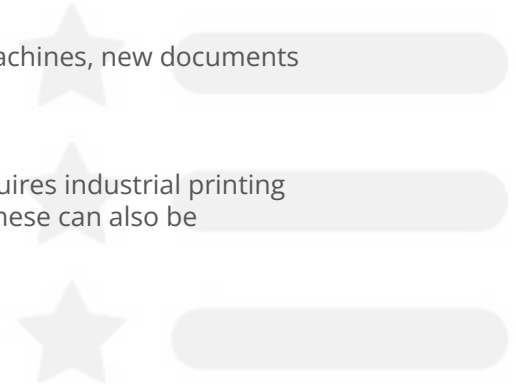 achines, new documents
uires industrial printing
hese can also be